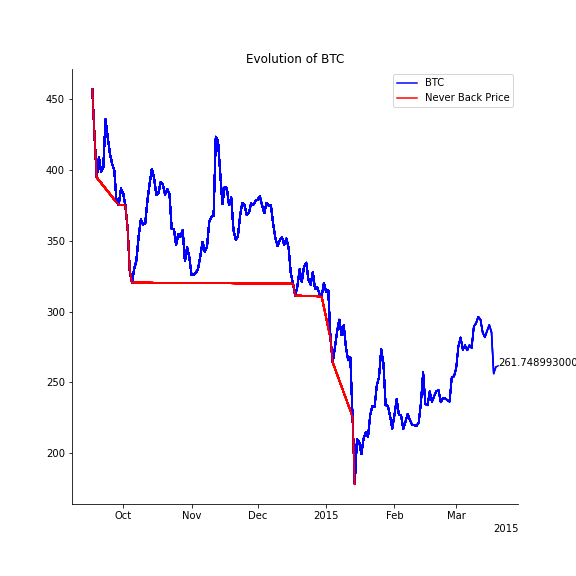 Evolution of BTC
BTC
Never Back Price
450
400
350
300
250
200
261.748993000
Oct
Nov
Dec
2015
Feb
Mar
2015